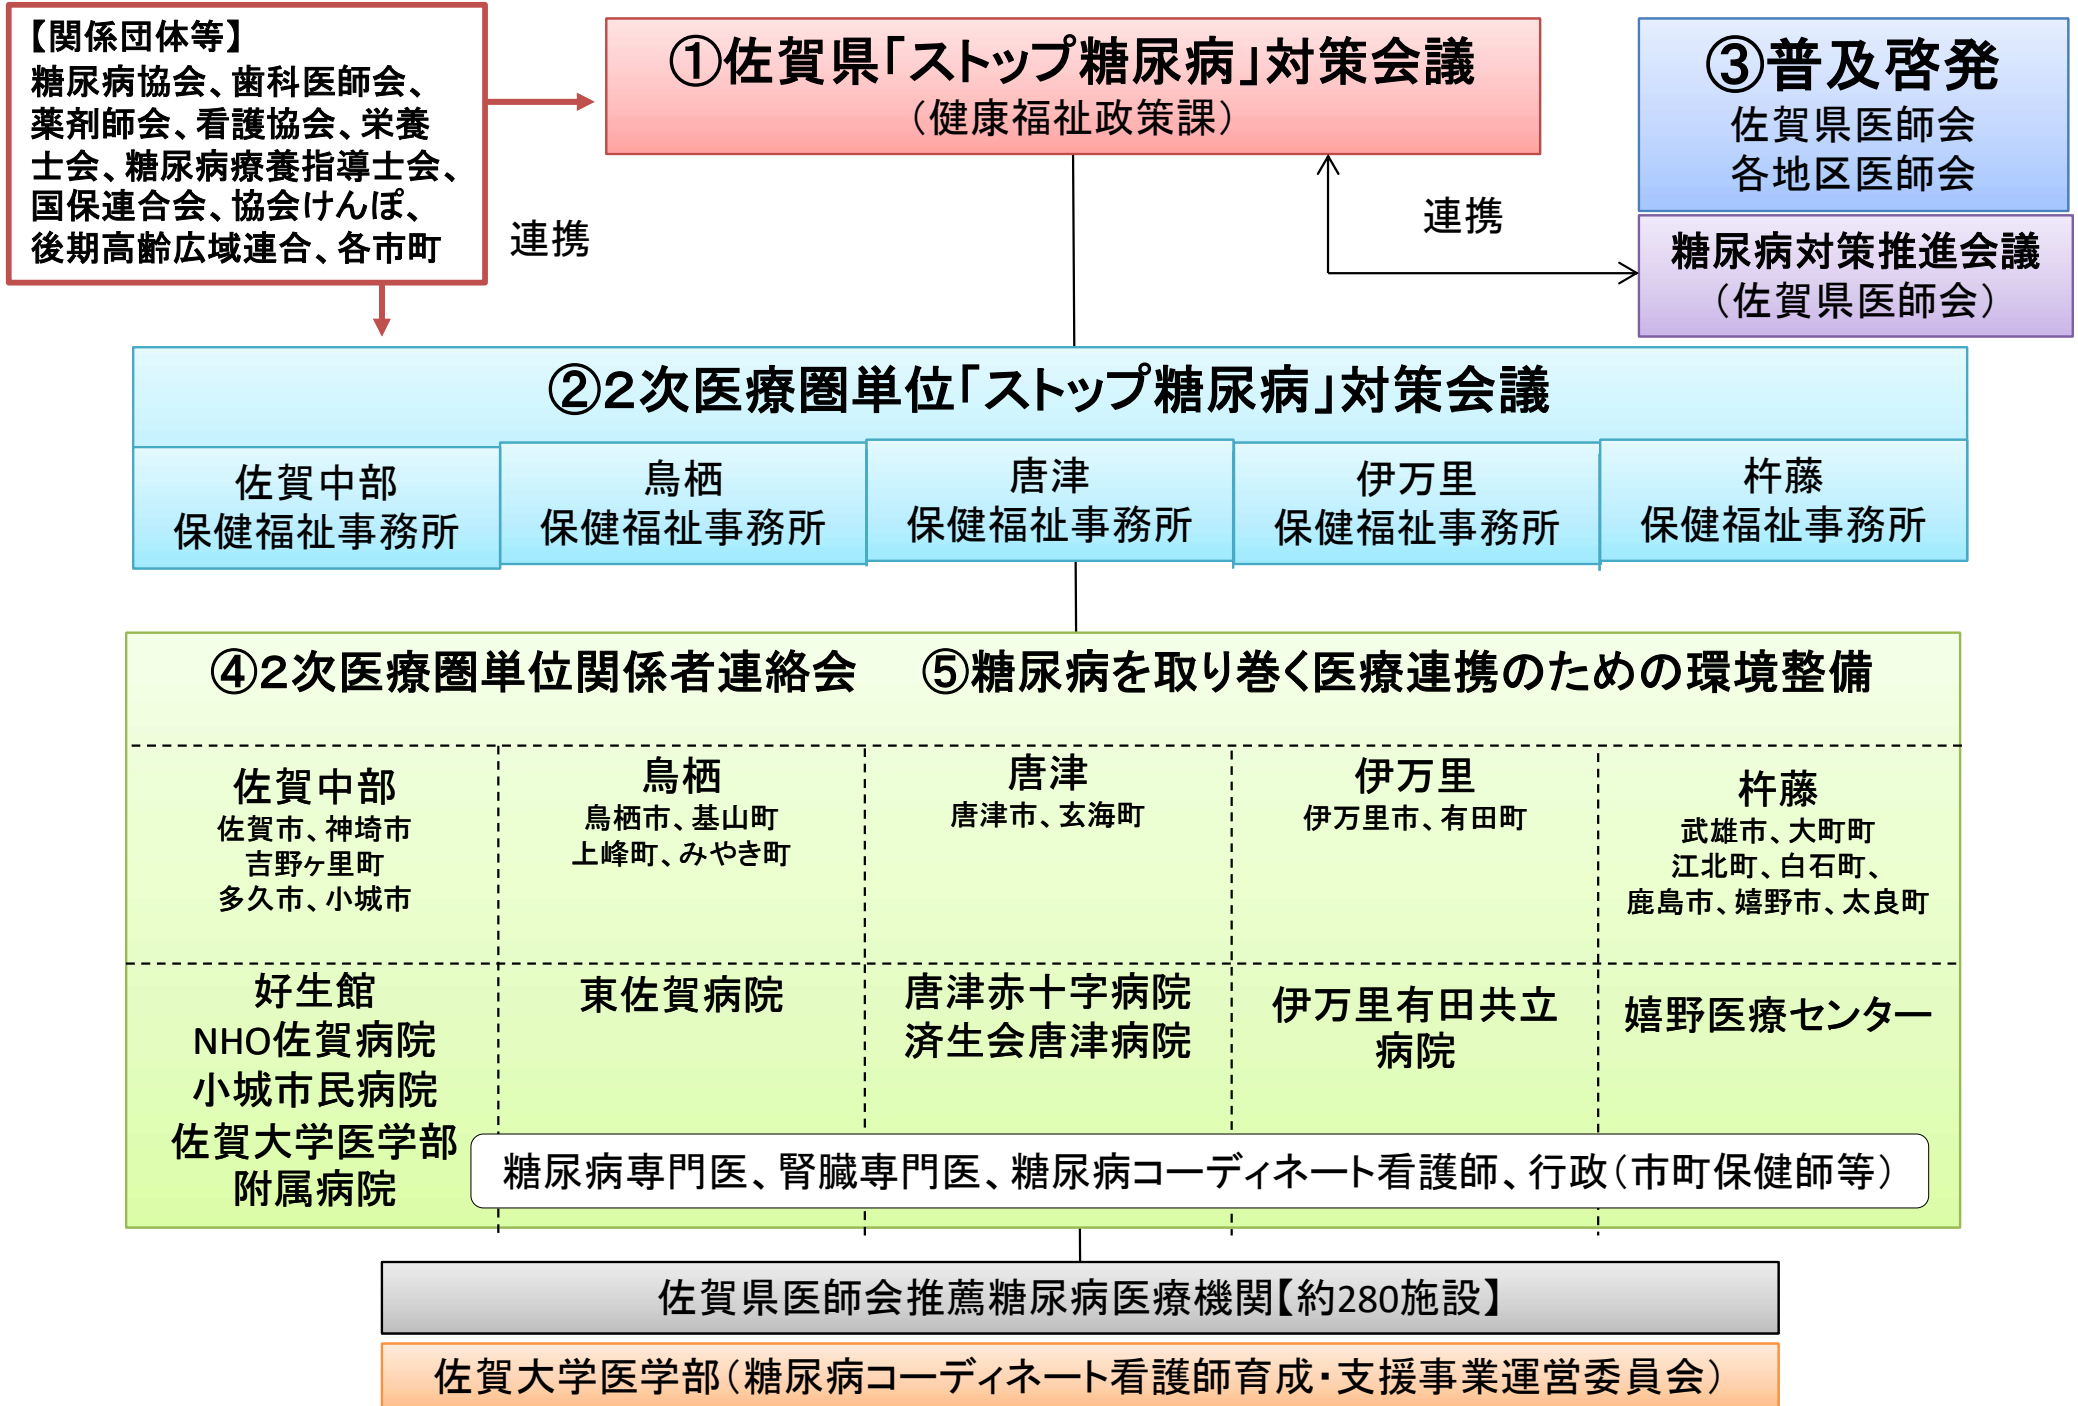 【関係団体等】
糖尿病協会、歯科医師会、
薬剤師会、看護協会、栄養
士会、糖尿病療養指導士会、
国保連合会、協会けんぽ、
後期高齢広域連合、各市町
①佐賀県「ストップ糖尿病」対策会議
（健康福祉政策課）
③普及啓発
佐賀県医師会
各地区医師会
連携
連携
糖尿病対策推進会議
（佐賀県医師会）
②２次医療圏単位「ストップ糖尿病」対策会議
佐賀中部
保健福祉事務所
鳥栖
保健福祉事務所
唐津
保健福祉事務所
伊万里
保健福祉事務所
杵藤
保健福祉事務所
④２次医療圏単位関係者連絡会　⑤糖尿病を取り巻く医療連携のための環境整備
佐賀中部
佐賀市、神埼市
吉野ヶ里町
多久市、小城市
鳥栖
鳥栖市、基山町
上峰町、みやき町
唐津
唐津市、玄海町
伊万里
伊万里市、有田町
杵藤
武雄市、大町町
江北町、白石町、
鹿島市、嬉野市、太良町
好生館
NHO佐賀病院
小城市民病院
佐賀大学医学部
附属病院
東佐賀病院
唐津赤十字病院
済生会唐津病院
伊万里有田共立
病院
嬉野医療センター
糖尿病専門医、腎臓専門医、糖尿病コーディネート看護師、行政（市町保健師等）
佐賀県医師会推薦糖尿病医療機関【約280施設】
佐賀大学医学部（糖尿病コーディネート看護師育成・支援事業運営委員会）